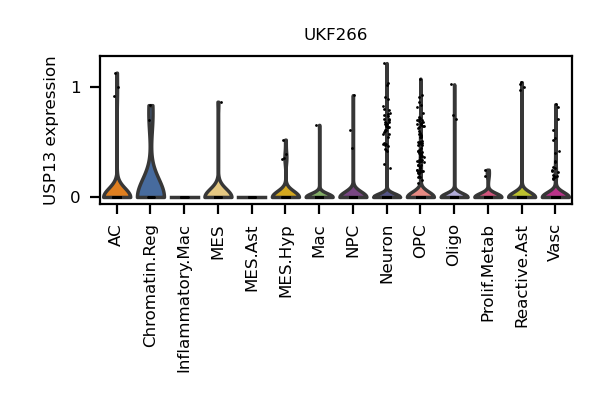 UKF266
USP13 expression
1
0
AC
Chromatin.Reg
Inflammatory.Mac
MES
MES.Ast
MES.Hyp
Mac
NPC
Neuron
OPC
Oligo
Prolif.Metab
Reactive.Ast
Vasc